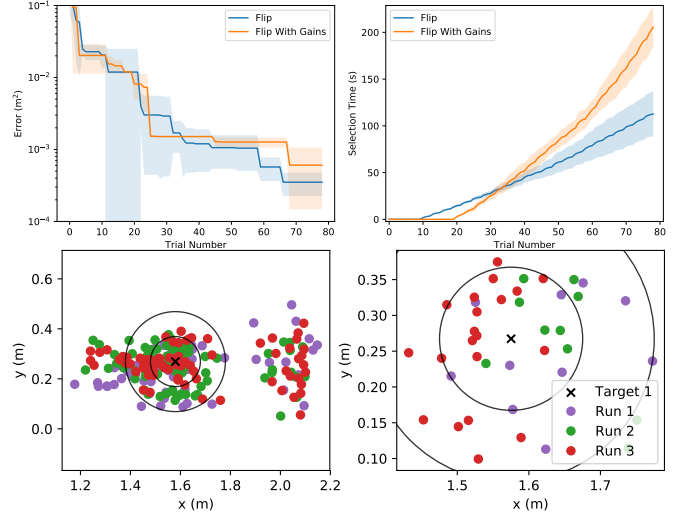 10⁻¹
10⁻²
10⁻³
10⁻⁴
Error (m²)
0 10 20 30 40 50 60 70 80
Trial Number
Flip
Flip With Gains
200
150
100
50
0
Selection Time (s)
0 10 20 30 40 50 60 70 80
Trial Number
Flip
Flip With Gains
0.6
0.4
0.2
0.0
y (m)
1.2 1.4 1.6 1.8 2.0 2.2
x (m)
0.35
0.30
0.25
0.20
0.15
0.10
y (m)
1.5 1.6 1.7
x (m)
Target 1
Run 1
Run 2
Run 3